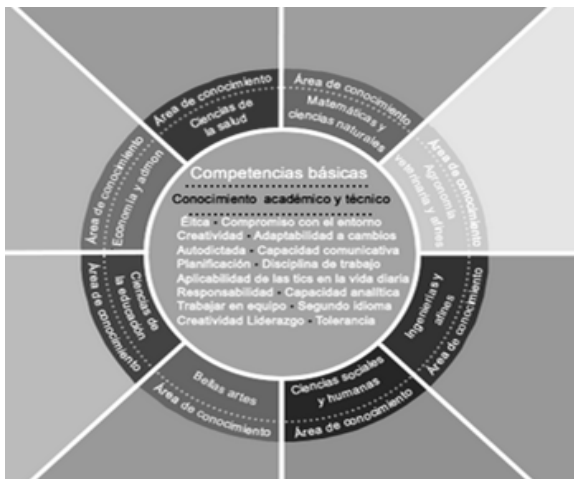 Área de conocimiento
Ciencias de
la salud
Área de conocimiento
Matemáticas y
ciencias naturales
Área de conocimiento
Agronomía
veterinaria y afines
Área de conocimiento
Ingenierías y
afines
Área de conocimiento
Ciencias sociales
y humanas
Área de conocimiento
Bellas artes
Área de conocimiento
Ciencias de
la educación
Área de conocimiento
Economía y admon
Competencias básicas
Conocimiento académico y técnico
Éitca - Compromiso con el entorno
Creatividad - Adaptabilidad a cambios
Autodictada - Capacidad comunicativa
Planificación - Disciplina de trabajo
Aplicabilidad de las tics en la vida diaria
Responsabilidad - Capacidad analítica
Trabajar en equipo - Segundo idioma
Creatividad Liderazgo - Tolerancia